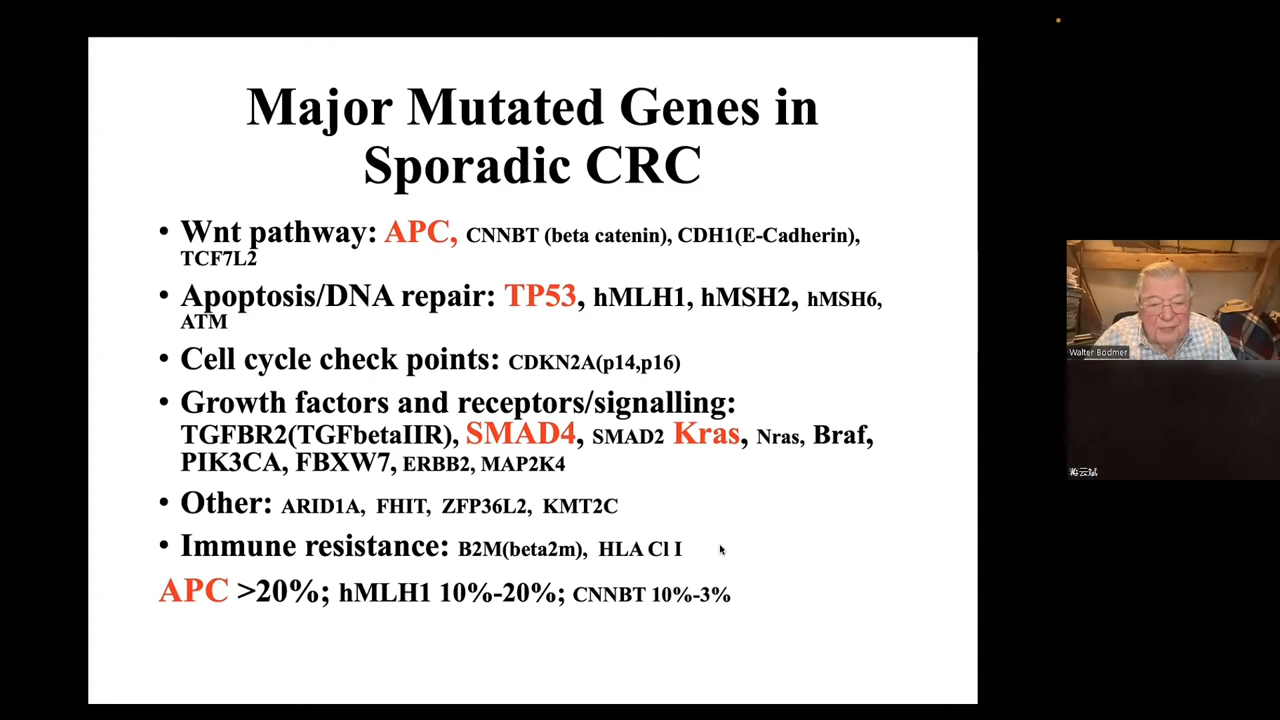 Major Mutated Genes in
Sporadic CRC
• Wnt pathway: APC, CNNBT (beta catenin), CDH1(E-Cadherin),
TCF7L2
• Apoptosis/DNA repair: TP53, hMLH1, hMSH2, hMSH6,
ATM
• Cell cycle check points: CDKN2A(p14,p16)
• Growth factors and receptors/signalling:
TGFBR2(TGFbetaIIR), SMAD4, SMAD2 Kras, Nras, Braf,
PIK3CA, FBXW7, ERBB2, MAP2K4
• Other: ARID1A, FHIT, ZFP36L2, KMT2C
• Immune resistance: B2M(beta2m), HLA Cl I
APC >20%; hMLH1 10%-20%; CNNBT 10%-3%
Walter Bodmer
蒋云斌